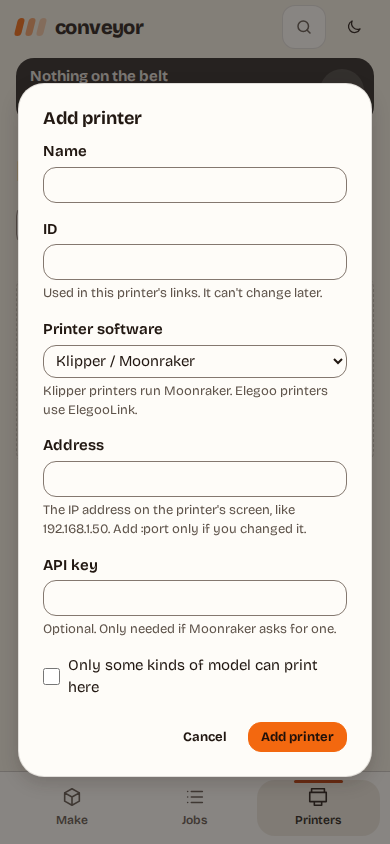 conveyor
Nothing on the belt
Add printer
Name
ID
Used in this printer's links. It can't change later.
Printer software
Klipper / Moonraker
Klipper printers run Moonraker. Elegoo printers
use ElegooLink.
Address
The IP address on the printer's screen, like
192.168.1.50. Add :port only if you changed it.
API key
Optional. Only needed if Moonraker asks for one.
Only some kinds of model can print
here
Cancel
Add printer
Make
Jobs
Printers